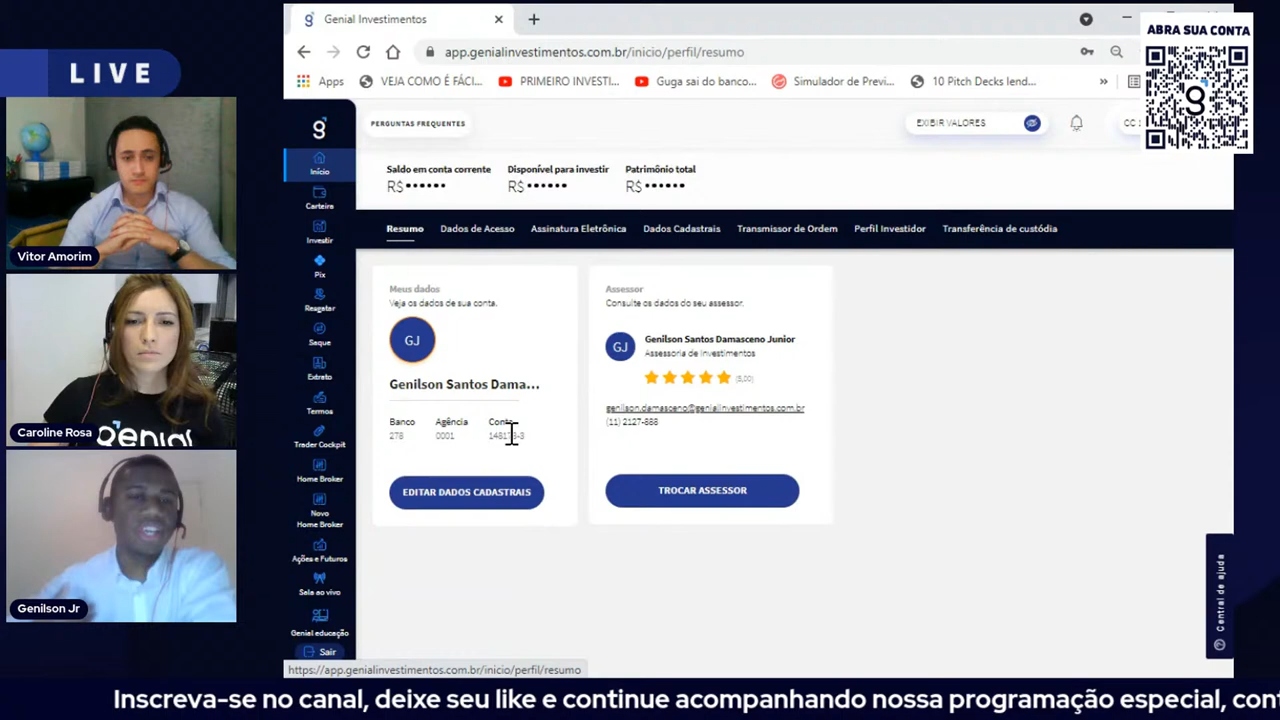 LIVE
Vitor Amorim
Caroline Rosa
genial
Genilson Jr
Genial Investimentos
app.genialinvestimentos.com.br/inicio/perfil/resumo
Apps
VEJA COMO É FÁCI...
PRIMEIRO INVESTI...
Guga sai do banco...
Simulador de Previ...
10 Pitch Decks lend...
ABRA SUA CONTA
PERGUNTAS FREQUENTES
EXIBIR VALORES
CC
Saldo em conta corrente
R$ ••••••
Disponível para investir
R$ ••••••
Patrimônio total
R$ ••••••
Início
Carteira
Investir
Pix
Resgatar
Saque
Extrato
Termos
Trader Cockpit
Home Broker
Novo
Home Broker
Ações e Futuros
Sala ao vivo
Genial educação
Sair
Resumo
Dados de Acesso
Assinatura Eletrônica
Dados Cadastrais
Transmissor de Ordem
Perfil Investidor
Transferência de custódia
Meus dados
Veja os dados de sua conta.
GJ
Genilson Santos Dama...
Banco
278
Agência
0001
Conta
EDITAR DADOS CADASTRAIS
Assessor
Consulte os dados do seu assessor.
GJ
Genilson Santos Damasceno Junior
Assessoria de Investimentos
(5,00)
genilson.damasceno@genialinvestimentos.com.br
(11) 2127-888
TROCAR ASSESSOR
Central de ajuda
https://app.genialinvestimentos.com.br/inicio/perfil/resumo
Inscreva-se no canal, deixe seu like e continue acompanhando nossa programação especial, con